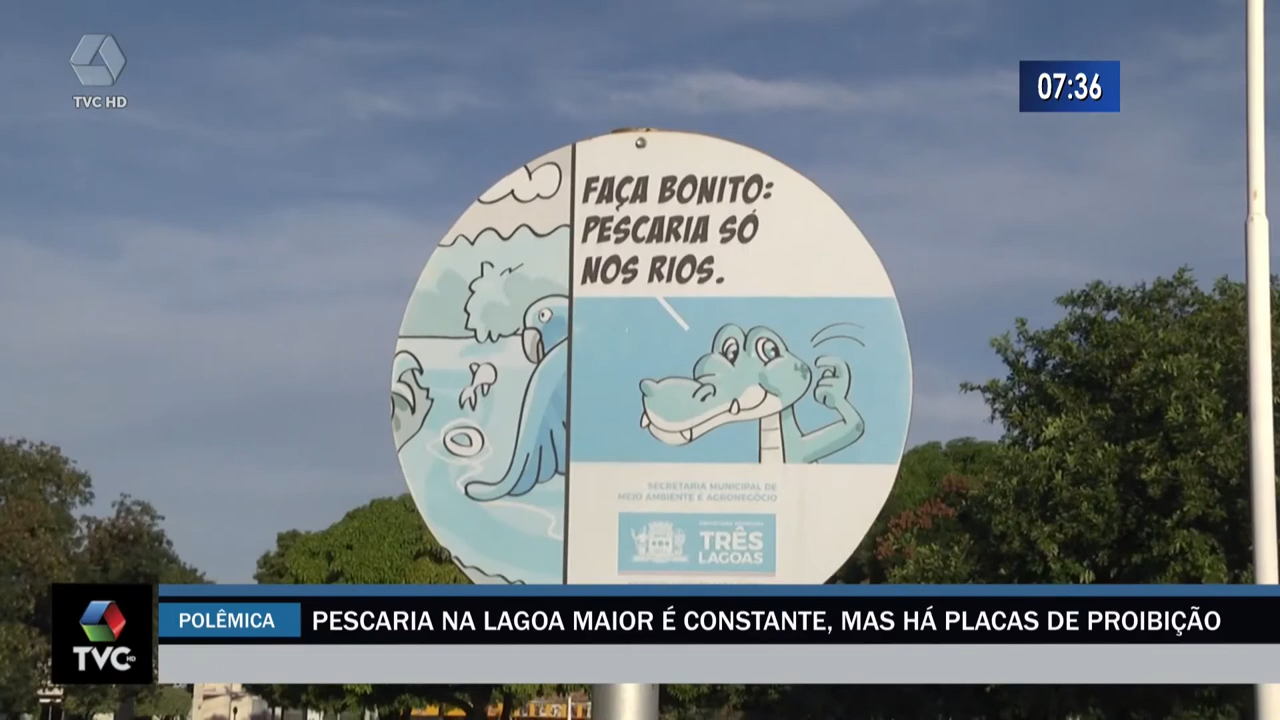 TVC HD
07:36
FAÇA BONITO:
PESCARIA SÓ
NOS RIOS.
SECRETARIA MUNICIPAL DE
MEIO AMBIENTE E AGRONEGÓCIO
TRÊS
LAGOAS
POLÊMICA
PESCARIA NA LAGOA MAIOR É CONSTANTE, MAS HÁ PLACAS DE PROIBIÇÃO
TVC HD